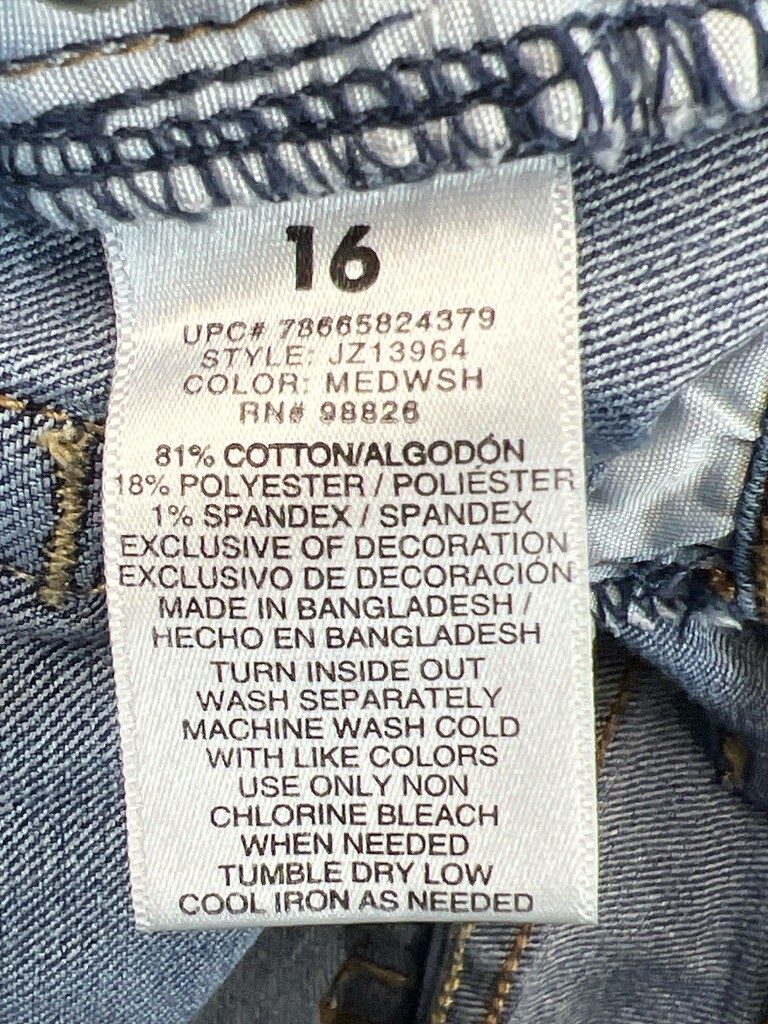 16
UPC# 78665824379
STYLE: JZ13964
COLOR: MEDWSH
RN# 98826
81% COTTON/ALGODÓN
18% POLYESTER / POLIÉSTER
1% SPANDEX / SPANDEX
EXCLUSIVE OF DECORATION
EXCLUSIVO DE DECORACIÓN
MADE IN BANGLADESH /
HECHO EN BANGLADESH
TURN INSIDE OUT
WASH SEPARATELY
MACHINE WASH COLD
WITH LIKE COLORS
USE ONLY NON
CHLORINE BLEACH
WHEN NEEDED
TUMBLE DRY LOW
COOL IRON AS NEEDED